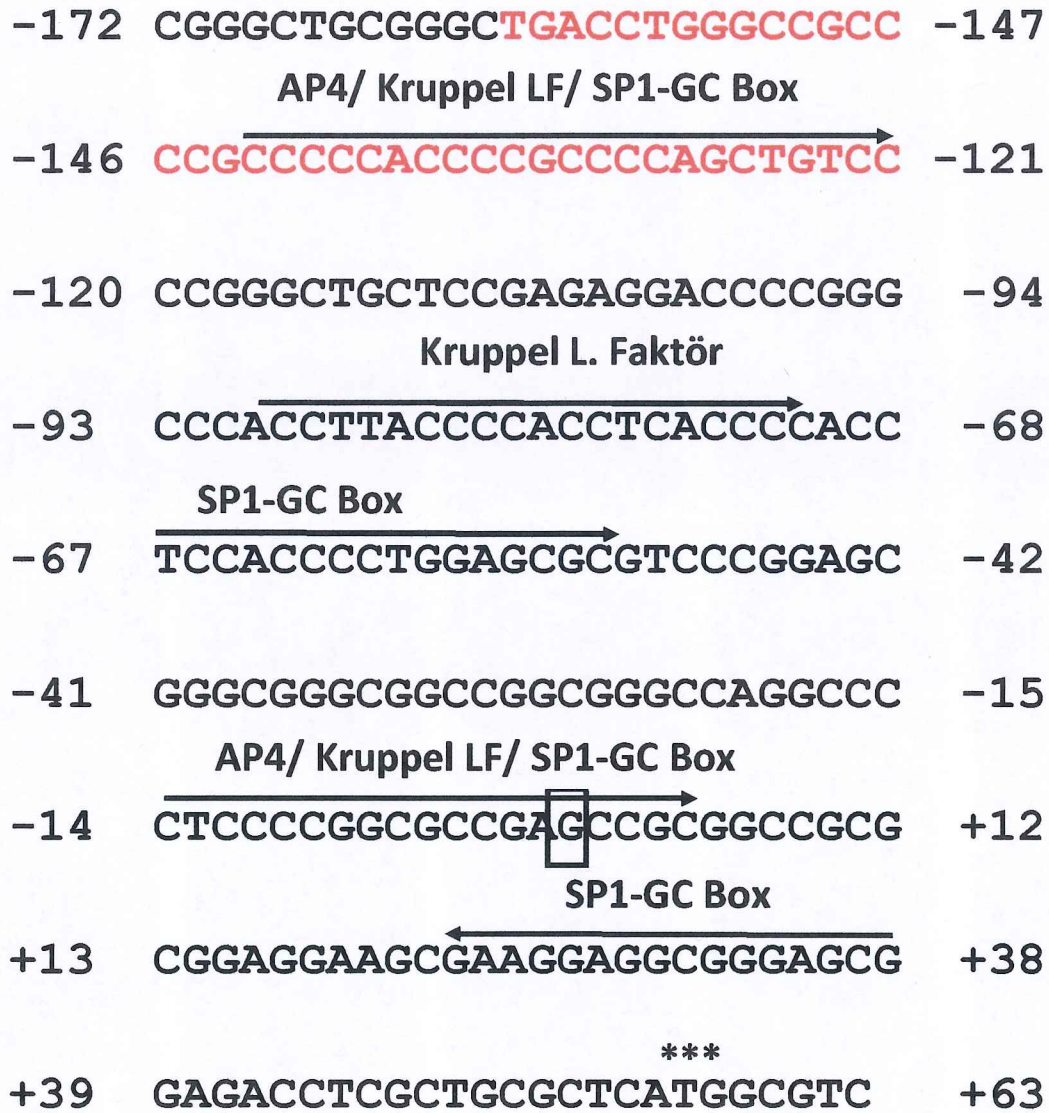 -172 CGGGCTGCGGGCTGACCTGGGCCGCC -147
AP4/ Kruppel LF/ SP1-GC Box
-146 CCGCCCCCACCCCGCCCCAGCTGTCC -121
-120 CCGGGCTGCTCCGAGAGGACCCCGGG -94
Kruppel L. Faktör
-93 CCCACCTTACCCCACCTCACCCCCACC -68
SP1-GC Box
-67 TCCACCCCTGGAGCGCGTCCCGGAGC -42
-41 GGGCGGGCGGCCGGCGGGCCAGGCCC -15
AP4/ Kruppel LF/ SP1-GC Box
-14 CTCCCCGGCGCCGAGCCGCGGCCGCG +12
SP1-GC Box
+13 CGGAGGAAGCGAAGGAGGCGGGAGCG +38
***
+39 GAGACCTCGCTGCGCTCATGGCGTC +63